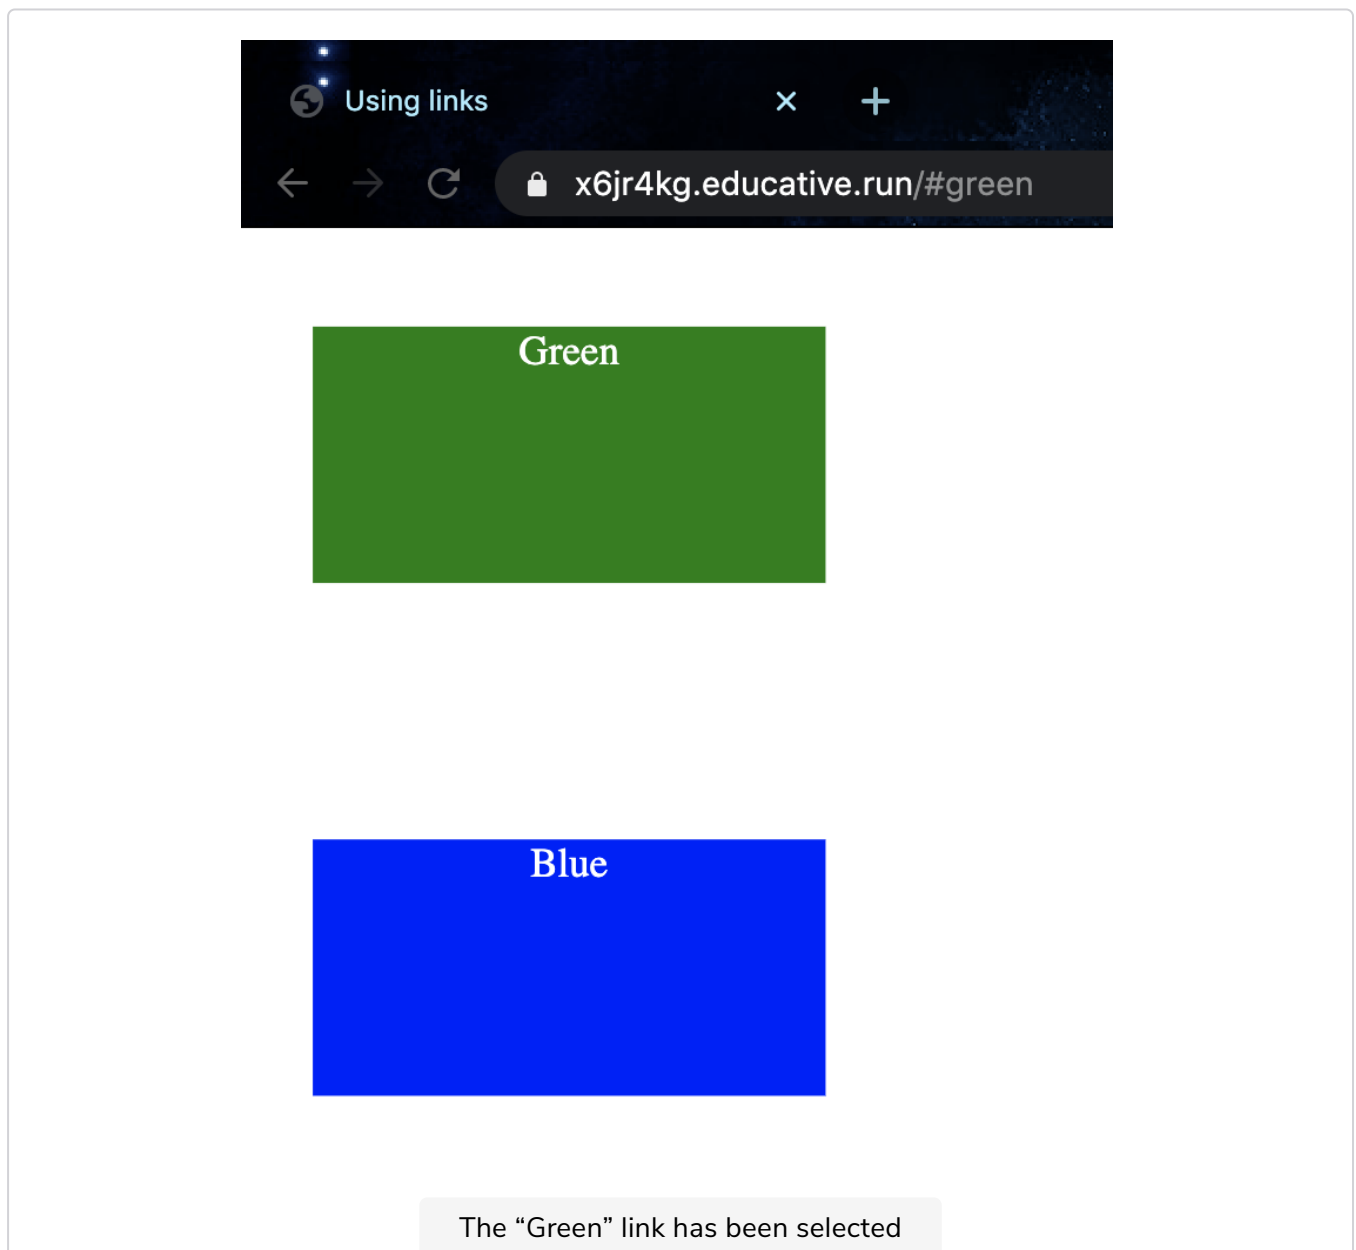 Using links
x6jr4kg.educative.run/#green
Green
Blue
The “Green” link has been selected